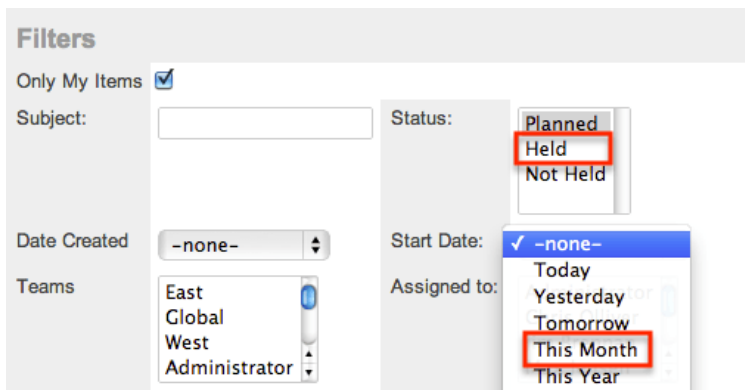 Filters
Only My Items
Subject:
Status:
Planned
Held
Not Held
Date Created
-none-
Start Date:
✓ -none-
Today
Yesterday
Tomorrow
This Month
This Year
Teams
East
Global
West
Administrator
Assigned to: